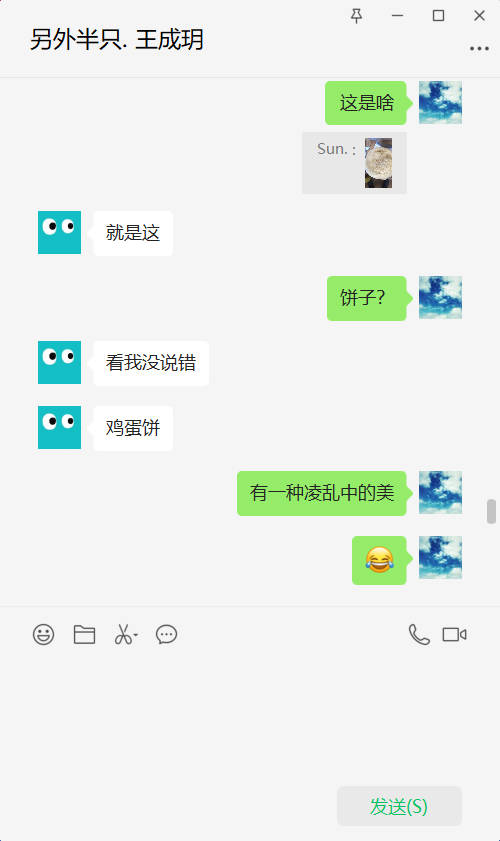 另外半只. 王成玥
这是啥
Sun. :
就是这
饼子?
看我没说错
鸡蛋饼
有一种凌乱中的美
😂
发送(S)